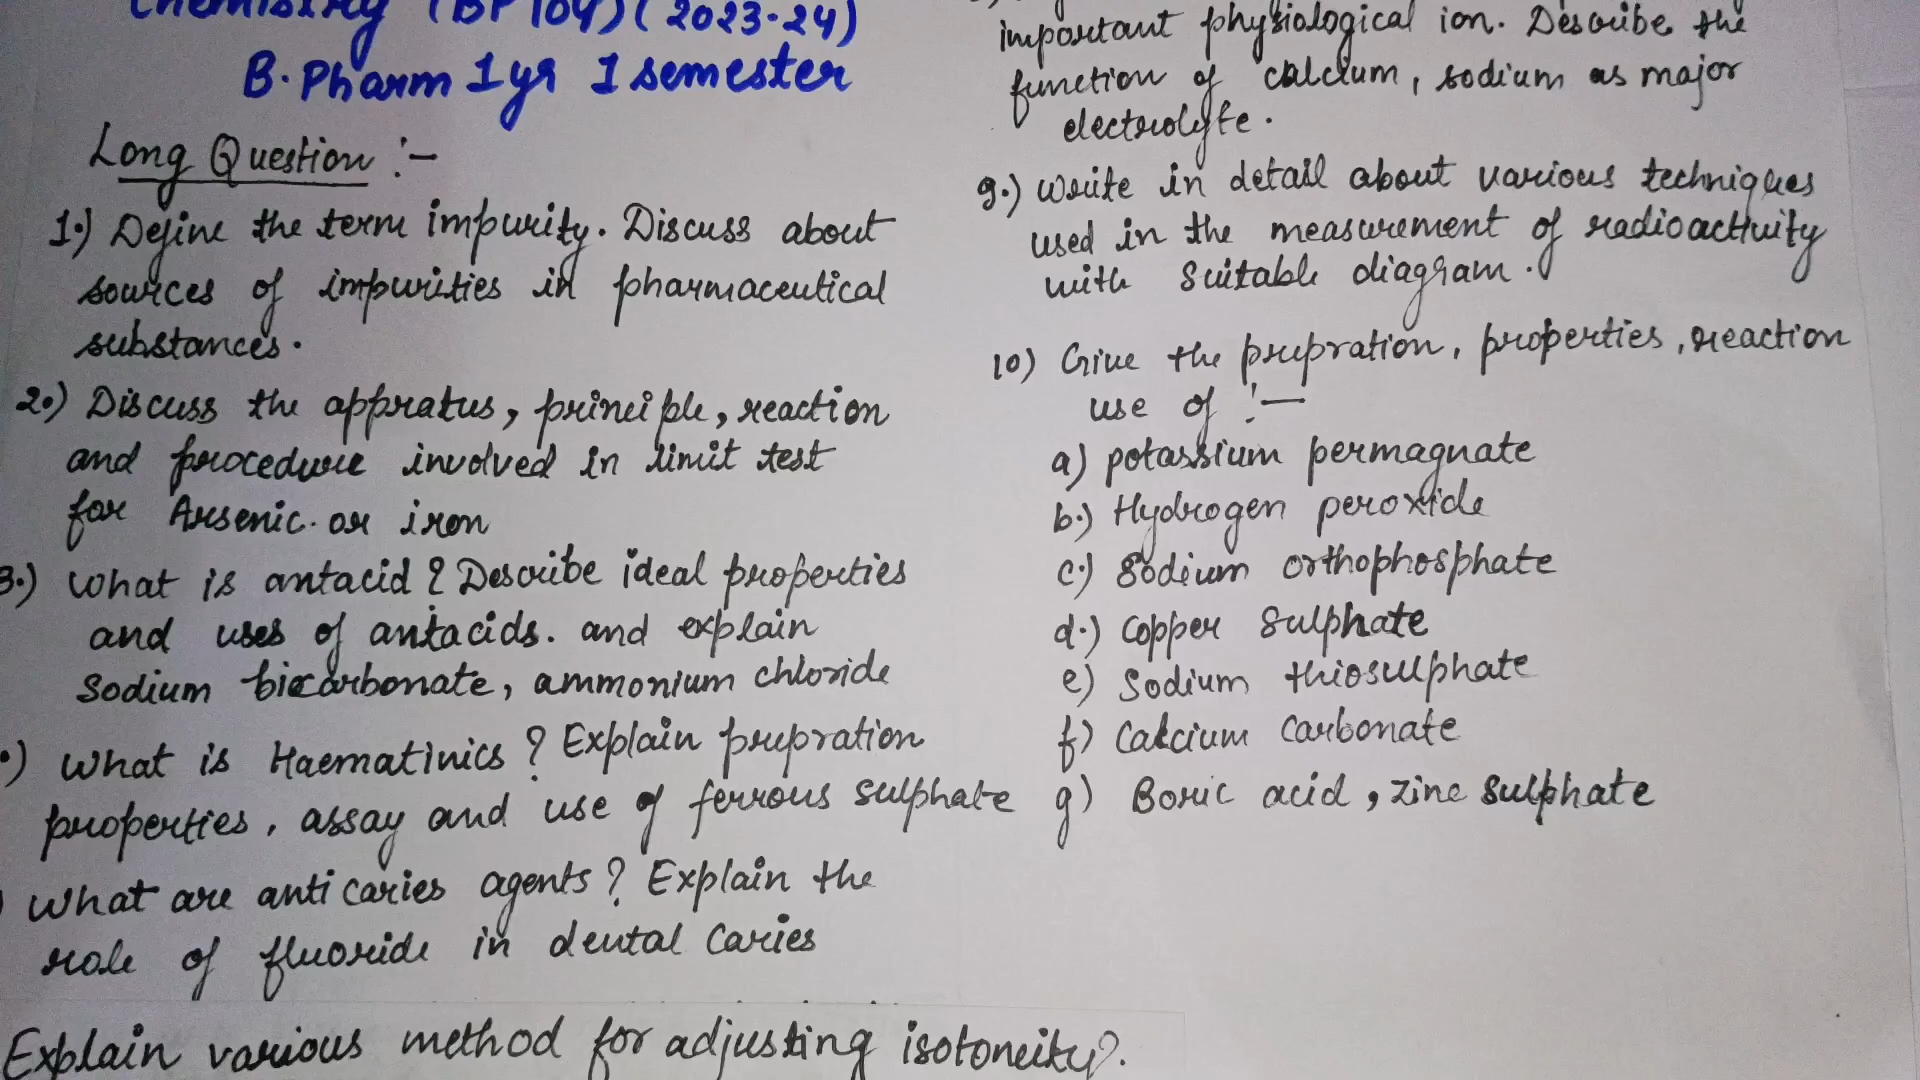 Chemistry (BP104) (2023-24)
B. Pharm 1 yr 1 semester
Long Question :-
1.) Define the term impurity. Discuss about
sources of impurities in pharmaceutical
substances.
2.) Discuss the appratus, principle, reaction
and procedure involved in limit test
for Arsenic. or iron
3.) What is antacid ? Describe ideal properties
and uses of antacids. and explain
Sodium bicarbonate, ammonium chloride
.) What is Haematinics ? Explain prepration
properties, assay and use of ferrous sulphate
) What are anti caries agents ? Explain the
role of fluoride in dental Caries
Explain various method for adjusting isotoncity?.
important physiological ion. Describe the
function of calcium, sodium as major
electrolyte.
9.) Write in detail about various techniques
used in the measurement of radioactivity
with Suitable diagram.
10) Give the prepration, properties, reaction
use of :-
a) potassium permagnate
b.) Hydrogen peroxide
c.) Sodium orthophosphate
d.) Copper Sulphate
e) Sodium thiosulphate
f) Calcium Carbonate
g) Boric acid, Zinc Sulphate